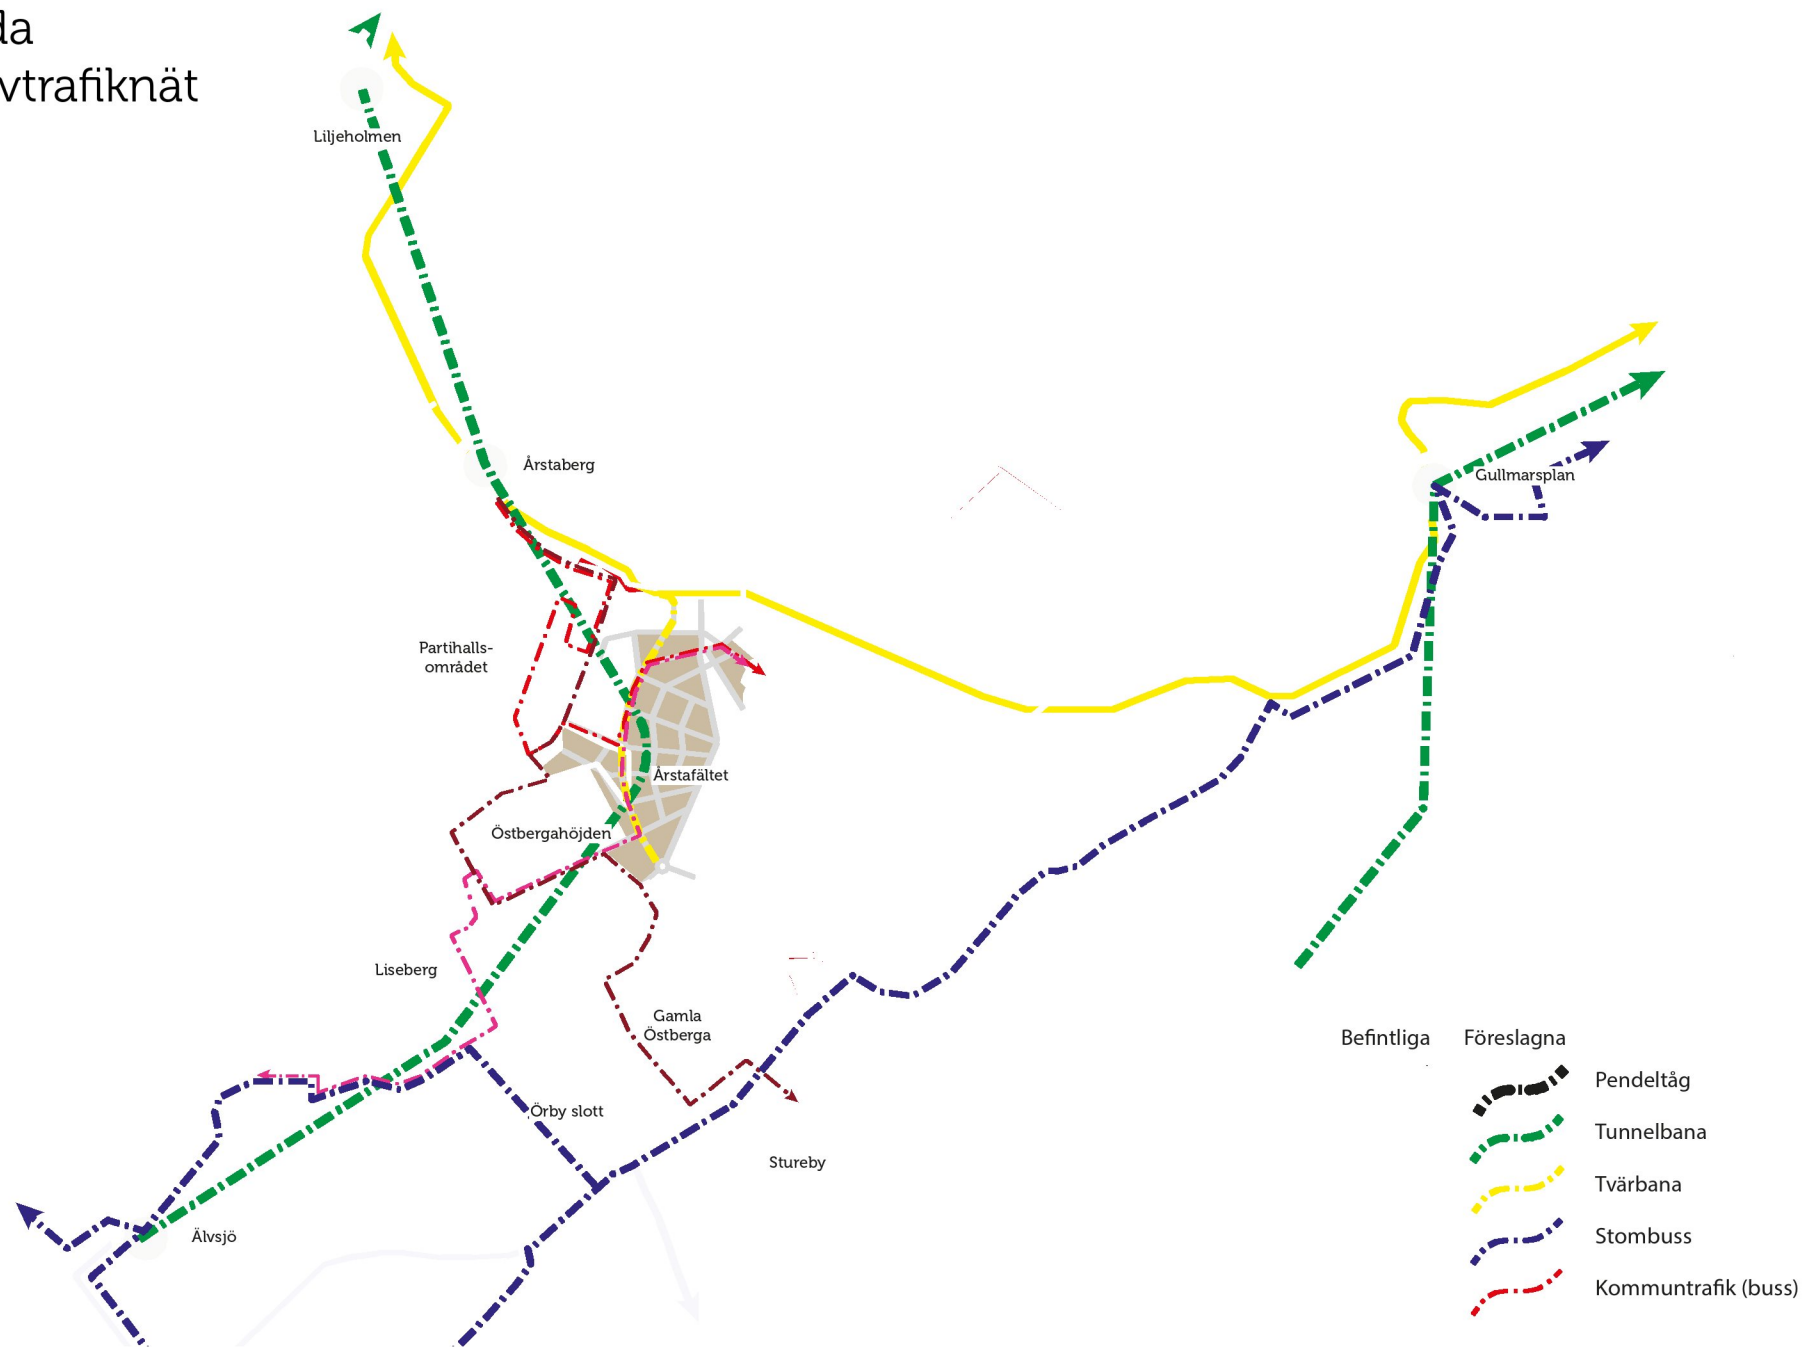 da
vtrafiknät
Liljeholmen
Årstaberg
Gullmarsplan
Partihalls-
området
Årstafältet
Östbergahöjden
Liseberg
Gamla
Östberga
Örby slott
Stureby
Älvsjö
Befintliga Föreslagna
Pendeltåg
Tunnelbana
Tvärbana
Stombuss
Kommuntrafik (buss)